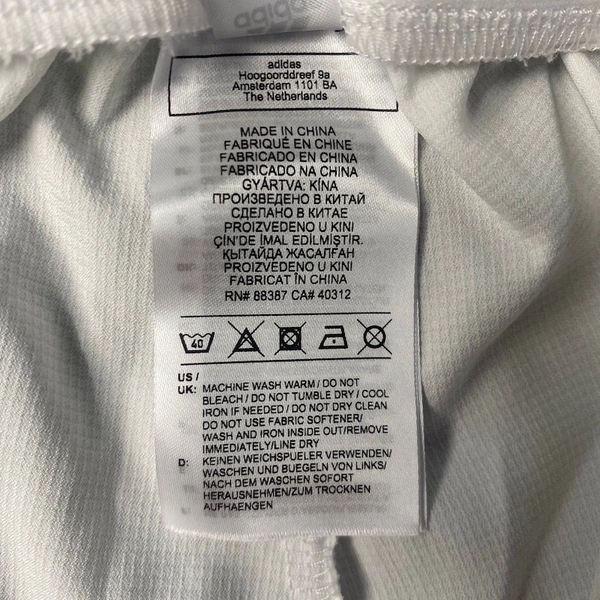 adidas
adidas
Hoogoorddreef 9a
Amsterdam 1101 BA
The Netherlands
MADE IN CHINA
FABRIQUÉ EN CHINE
FABRICADO EN CHINA
FABRICADO NA CHINA
GYÁRTVA: KÍNA
ПРОИЗВЕДЕНО В КИТАЙ
СДЕЛАНО В КИТАЕ
PROIZVEDENO U KINI
ÇİN'DE İMAL EDİLMİŞTİR.
ҚЫТАЙДА ЖАСАЛҒАН
PROIZVEDENO U KINI
FABRICAT ÎN CHINA
RN# 88387 CA# 40312
40
US /
UK: MACHINE WASH WARM / DO NOT
BLEACH / DO NOT TUMBLE DRY / COOL
IRON IF NEEDED / DO NOT DRY CLEAN
DO NOT USE FABRIC SOFTENER/
WASH AND IRON INSIDE OUT/REMOVE
IMMEDIATELY/LINE DRY
D: KEINEN WEICHSPUELER VERWENDEN/
WASCHEN UND BUEGELN VON LINKS/
NACH DEM WASCHEN SOFORT
HERAUSNEHMEN/ZUM TROCKNEN
AUFHAENGEN